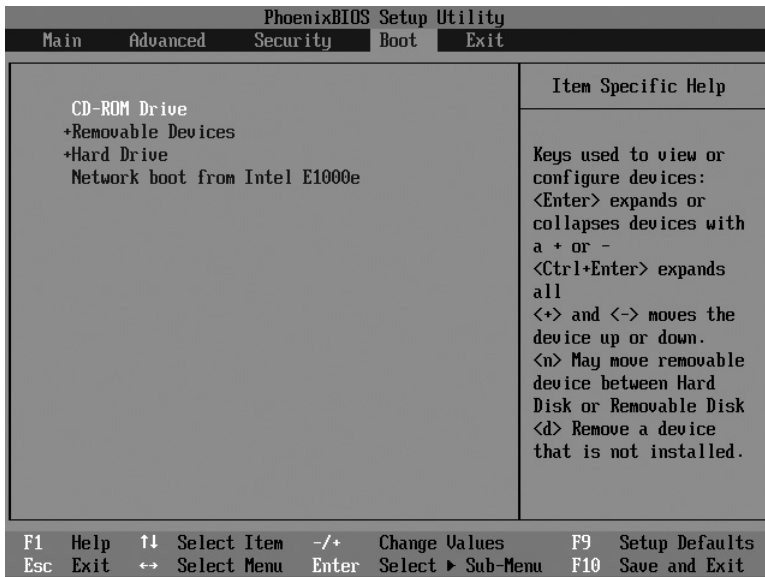 PhoenixBIOS Setup Utility
Main Advanced Security Boot Exit
CD-ROM Drive
+Removable Devices
+Hard Drive
Network boot from Intel E1000e
Item Specific Help
Keys used to view or
configure devices:
<Enter> expands or
collapses devices with
a + or -
<Ctrl+Enter> expands
all
<+> and <-> moves the
device up or down.
<n> May move removable
device between Hard
Disk or Removable Disk
<d> Remove a device
that is not installed.
F1 Help ↑↓ Select Item -/+ Change Values F9 Setup Defaults
Esc Exit ↔ Select Menu Enter Select ▶ Sub-Menu F10 Save and Exit